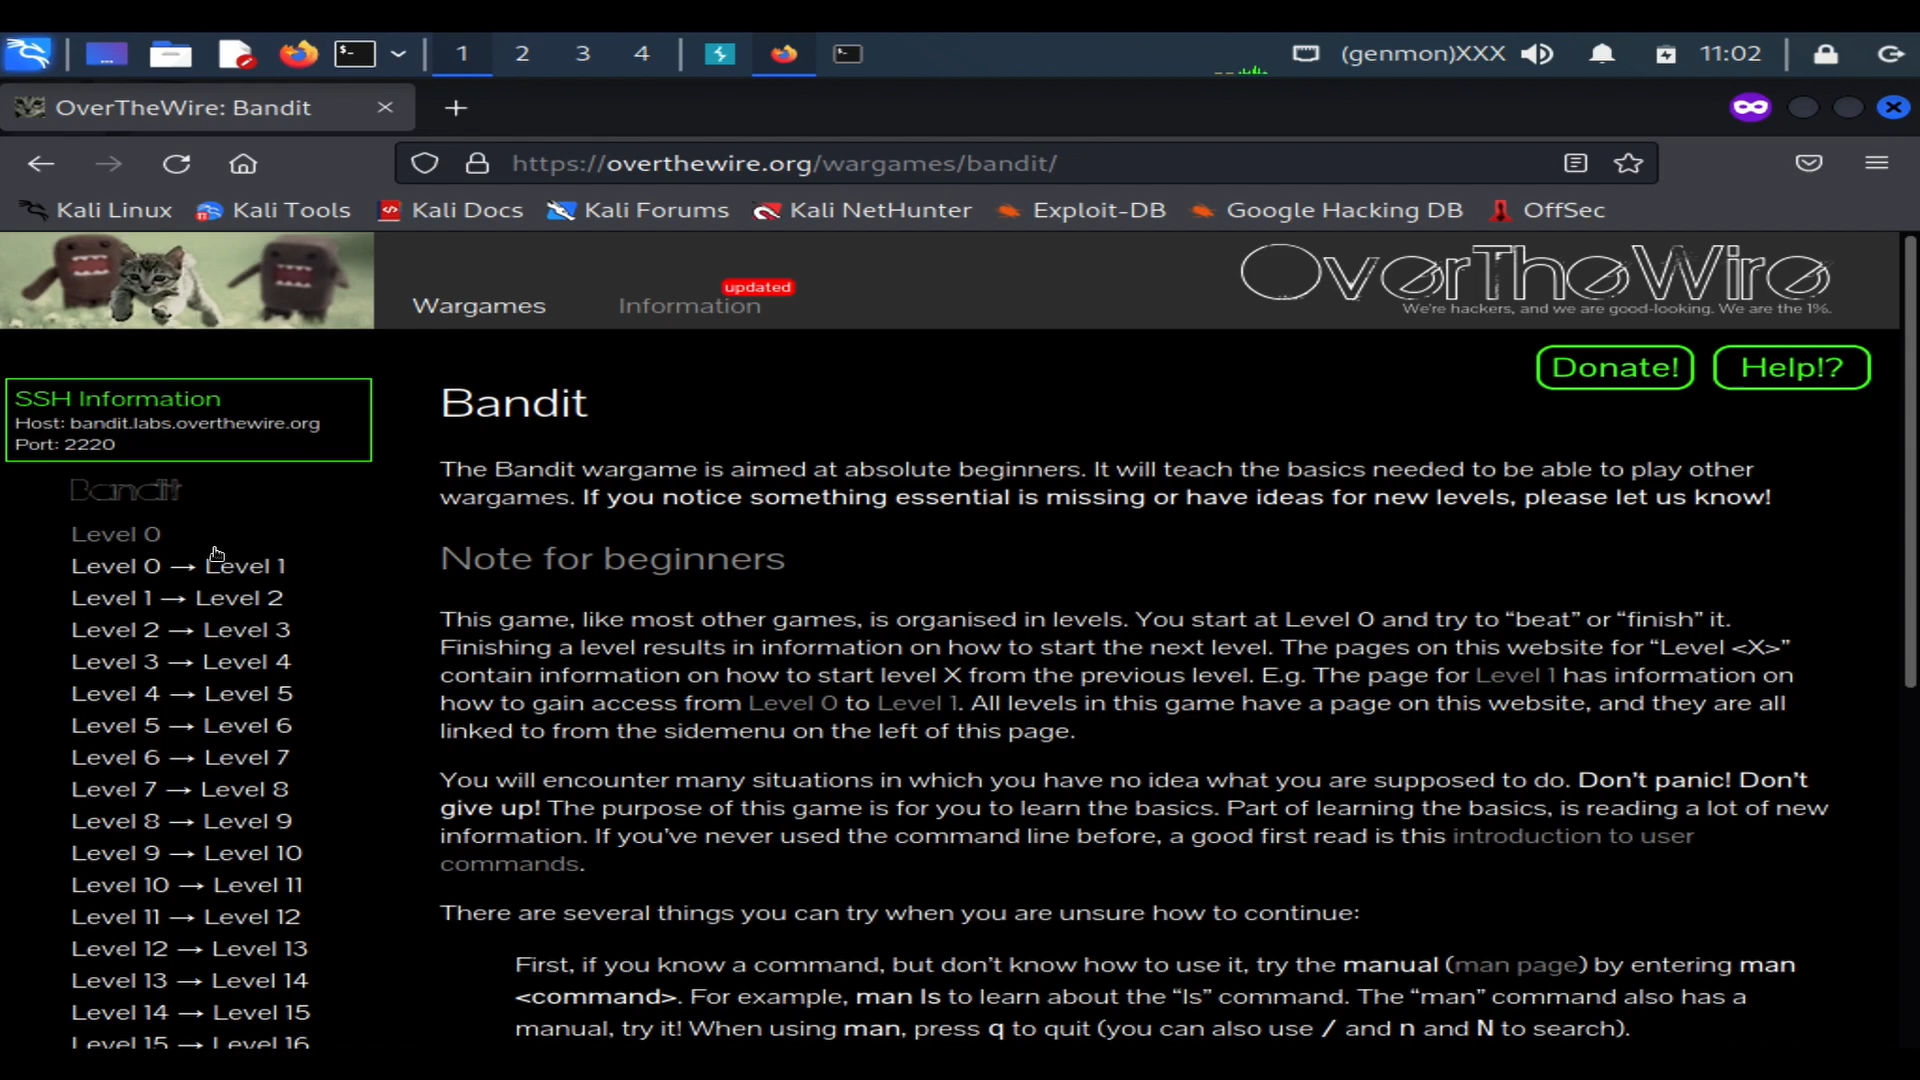 1 2 3 4 (genmon)XXX 11:02
OverTheWire: Bandit
https://overthewire.org/wargames/bandit/
Kali Linux Kali Tools Kali Docs Kali Forums Kali NetHunter Exploit-DB Google Hacking DB OffSec
Wargames Information updated
OverTheWire
We're hackers, and we are good-looking. We are the 1%.
Donate! Help!?
SSH Information
Host: bandit.labs.overthewire.org
Port: 2220
Bandit
Level 0
Level 0 → Level 1
Level 1 → Level 2
Level 2 → Level 3
Level 3 → Level 4
Level 4 → Level 5
Level 5 → Level 6
Level 6 → Level 7
Level 7 → Level 8
Level 8 → Level 9
Level 9 → Level 10
Level 10 → Level 11
Level 11 → Level 12
Level 12 → Level 13
Level 13 → Level 14
Level 14 → Level 15
Level 15 → Level 16
Bandit
The Bandit wargame is aimed at absolute beginners. It will teach the basics needed to be able to play other
wargames. If you notice something essential is missing or have ideas for new levels, please let us know!
Note for beginners
This game, like most other games, is organised in levels. You start at Level 0 and try to “beat” or “finish” it.
Finishing a level results in information on how to start the next level. The pages on this website for “Level <X>”
contain information on how to start level X from the previous level. E.g. The page for Level 1 has information on
how to gain access from Level 0 to Level 1. All levels in this game have a page on this website, and they are all
linked to from the sidemenu on the left of this page.
You will encounter many situations in which you have no idea what you are supposed to do. Don’t panic! Don’t
give up! The purpose of this game is for you to learn the basics. Part of learning the basics, is reading a lot of new
information. If you’ve never used the command line before, a good first read is this introduction to user
commands.
There are several things you can try when you are unsure how to continue:
First, if you know a command, but don’t know how to use it, try the manual (man page) by entering man
<command>. For example, man ls to learn about the “ls” command. The “man” command also has a
manual, try it! When using man, press q to quit (you can also use / and n and N to search).